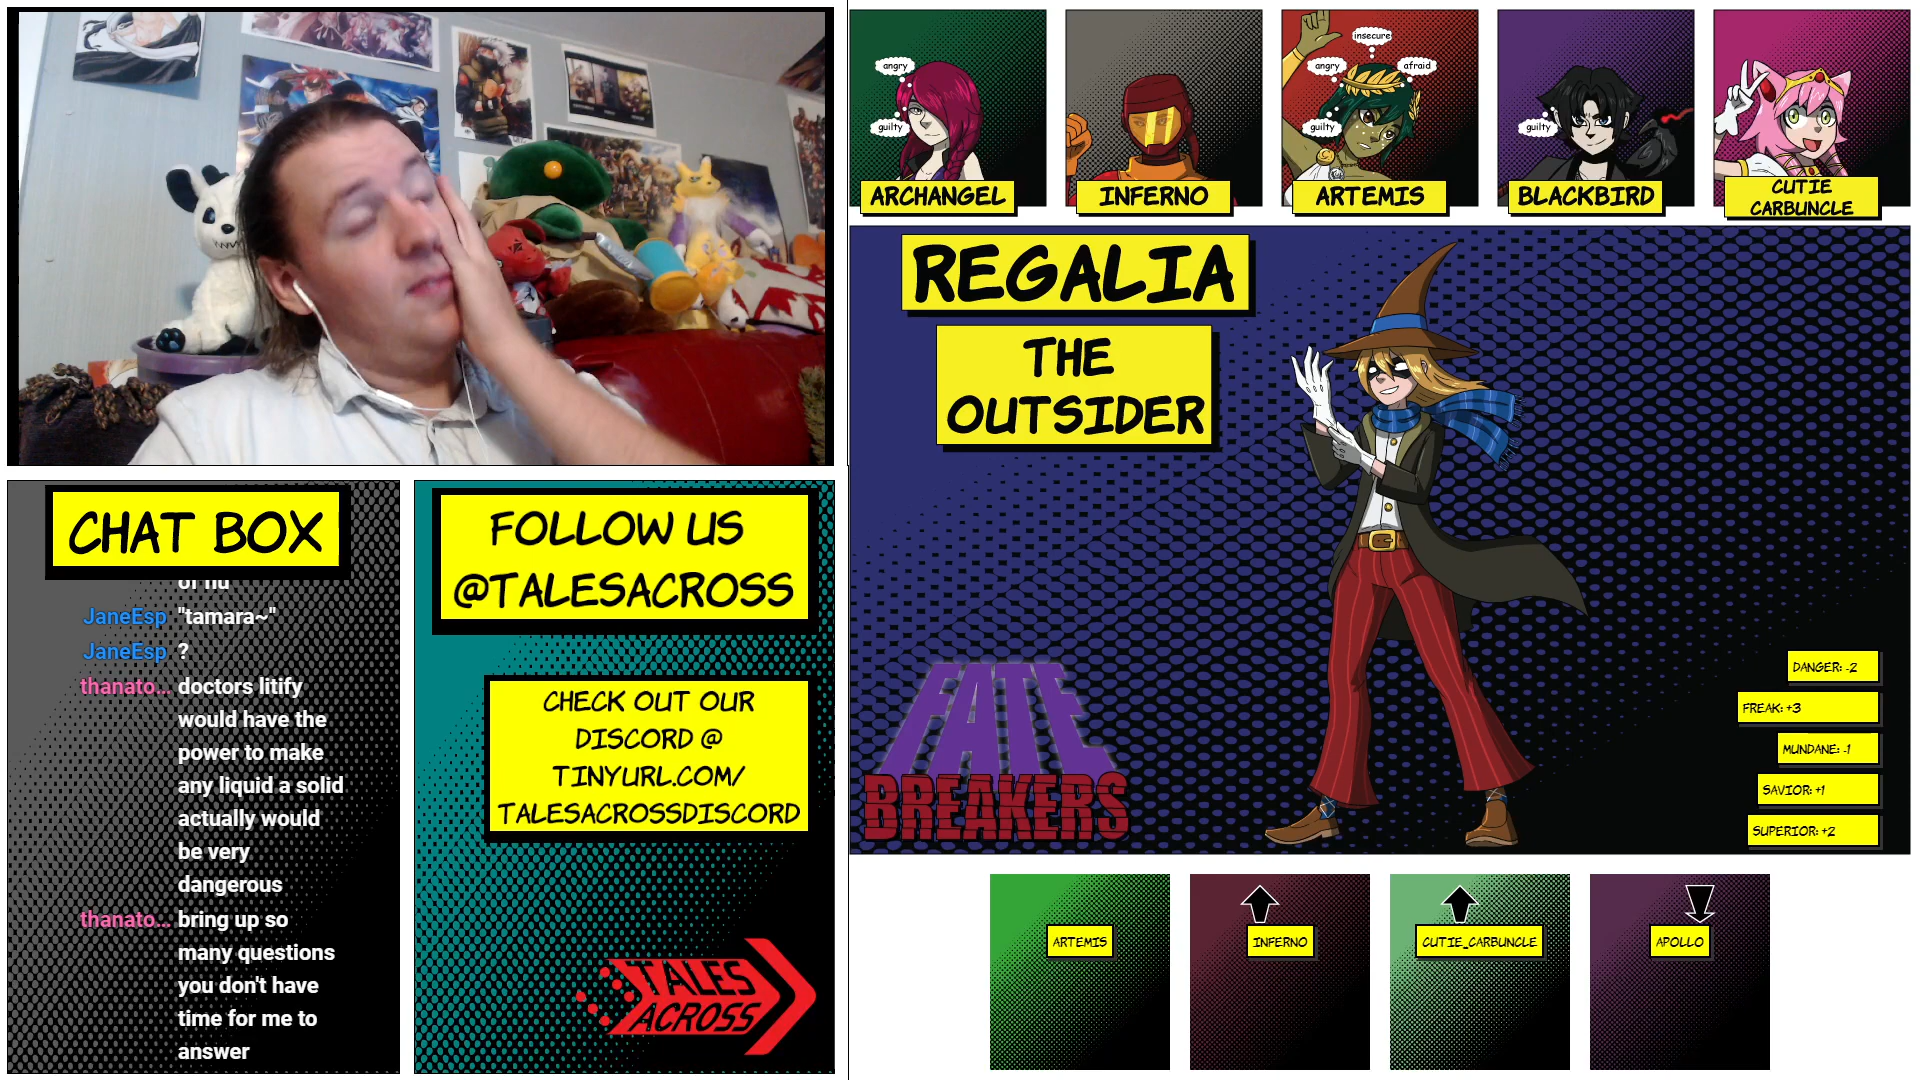 angry
guilty
ARCHANGEL
INFERNO
insecure
angry
afraid
guilty
ARTEMIS
guilty
BLACKBIRD
CUTIE
CARBUNCLE
REGALIA
THE
OUTSIDER
FATE
BREAKERS
DANGER: -2
FREAK: +3
MUNDANE: -1
SAVIOR: +1
SUPERIOR: +2
ARTEMIS
INFERNO
CUTIE_CARBUNCLE
APOLLO
CHAT BOX
JaneEsp "tamara~"
JaneEsp ?
thanato... doctors litify
would have the
power to make
any liquid a solid
actually would
be very
dangerous
thanato... bring up so
many questions
you don't have
time for me to
answer
FOLLOW US
@TALESACROSS
CHECK OUT OUR
DISCORD @
TINYURL.COM/
TALESACROSSDISCORD
TALES
ACROSS